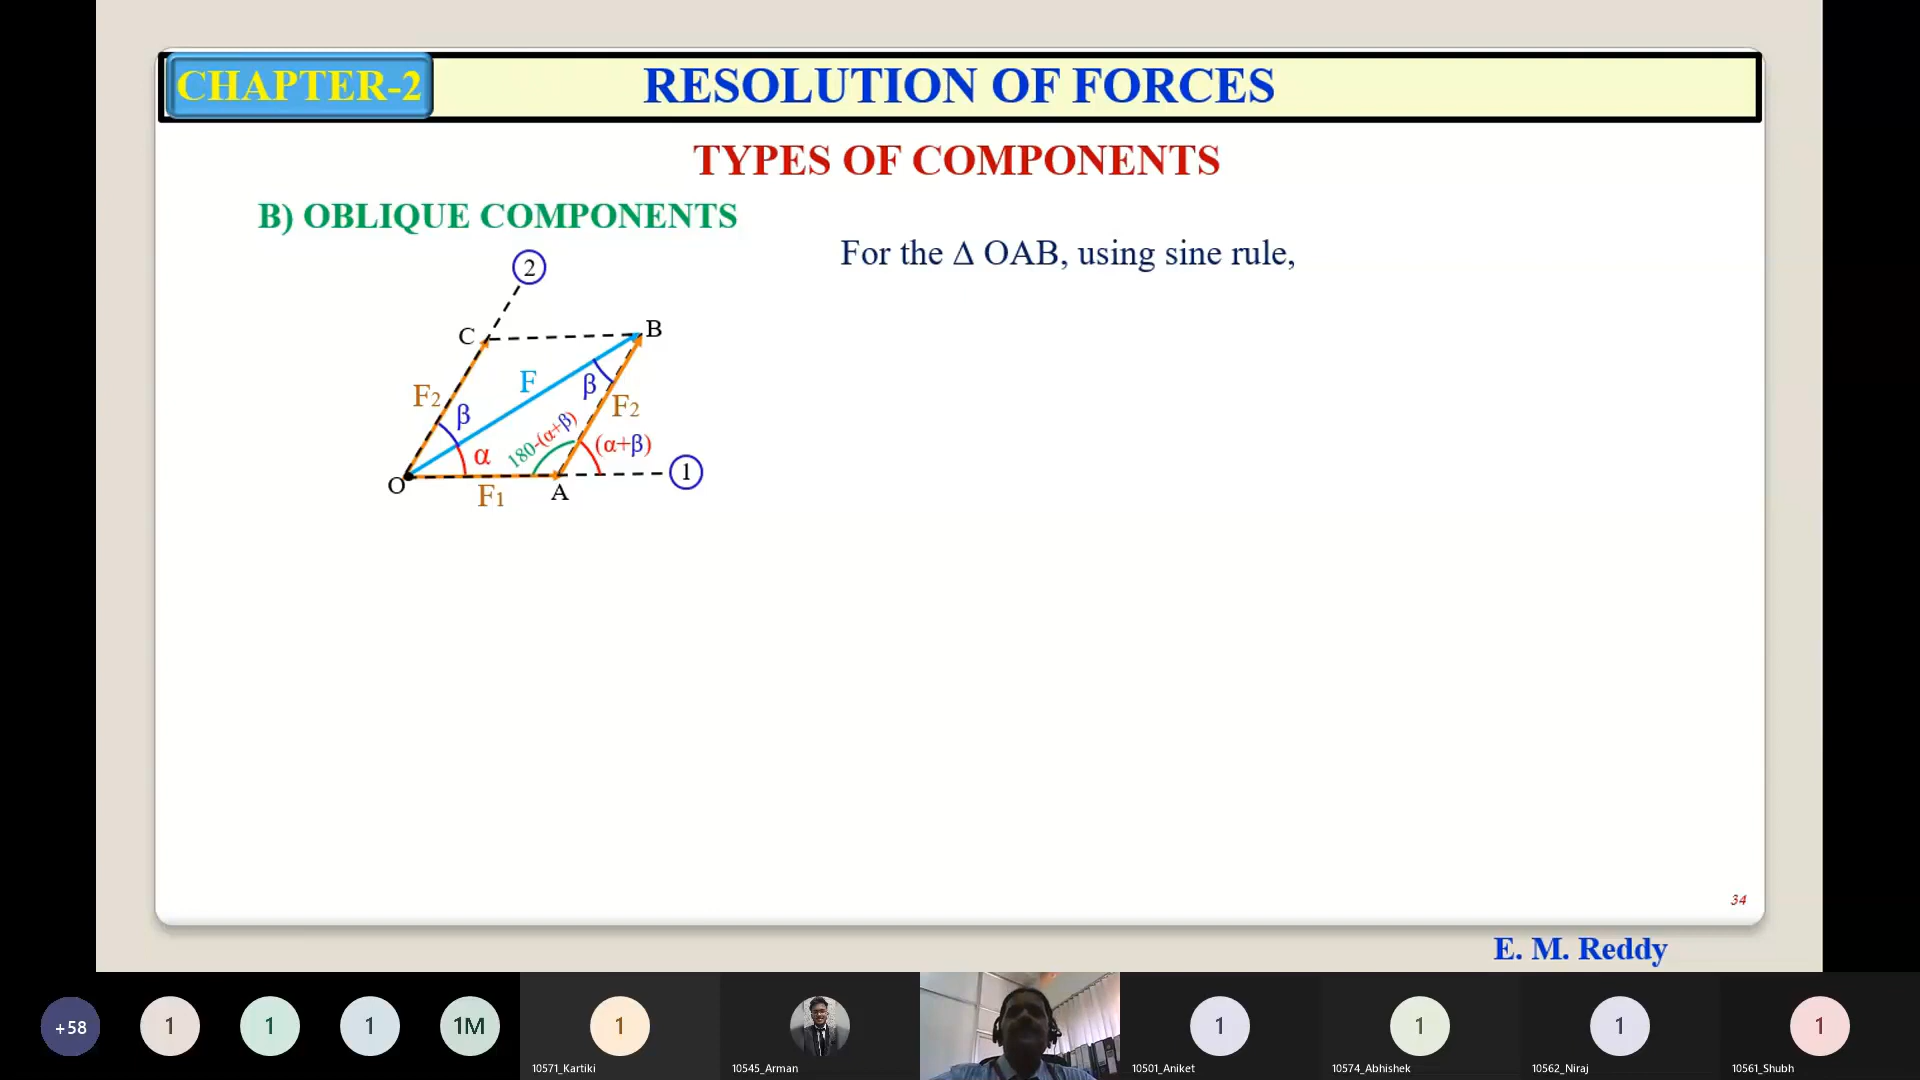 CHAPTER-2
RESOLUTION OF FORCES
TYPES OF COMPONENTS
B) OBLIQUE COMPONENTS
For the Δ OAB, using sine rule,
2
C
B
F
F2
β
β
F2
α
180-(α+β)
(α+β)
O
F1
A
1
34
E. M. Reddy
+58
1
1
1
1M
1
10571_Kartiki
10545_Arman
1
10501_Aniket
1
10574_Abhishek
1
10562_Niraj
1
10561_Shubh